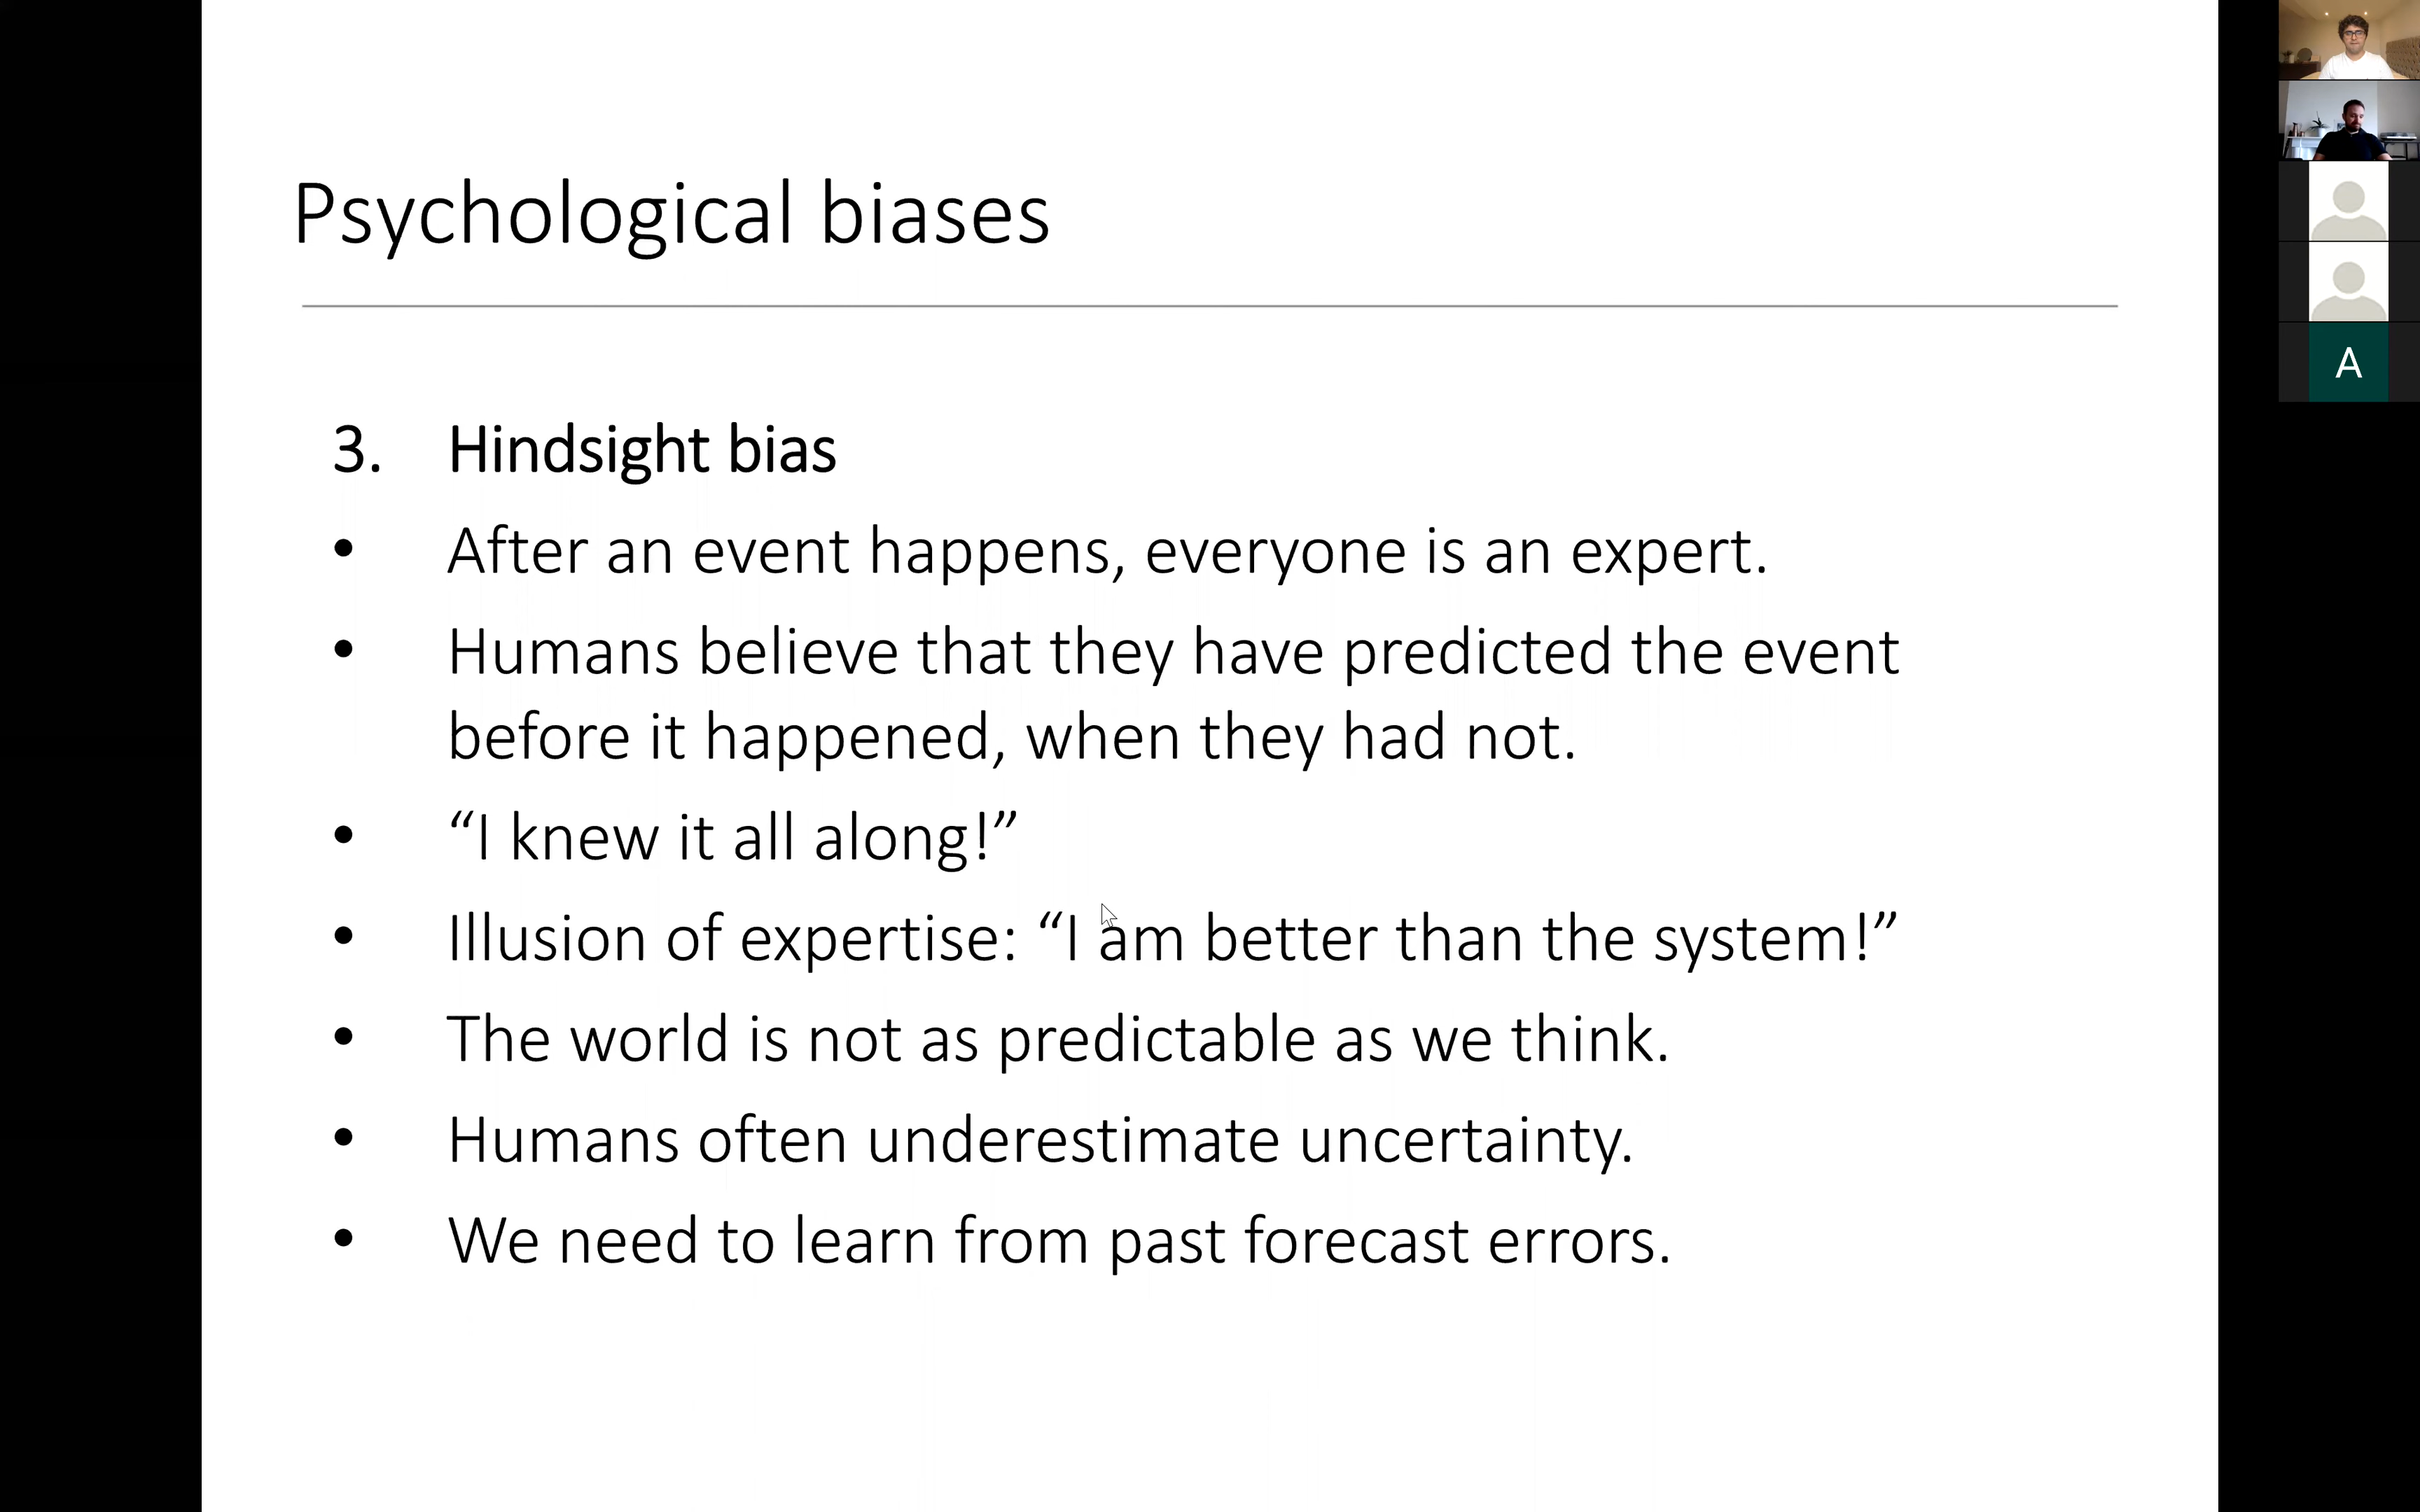 Psychological biases
3. Hindsight bias
• After an event happens, everyone is an expert.
• Humans believe that they have predicted the event
before it happened, when they had not.
• “I knew it all along!”
• Illusion of expertise: “I am better than the system!”
• The world is not as predictable as we think.
• Humans often underestimate uncertainty.
• We need to learn from past forecast errors.
A